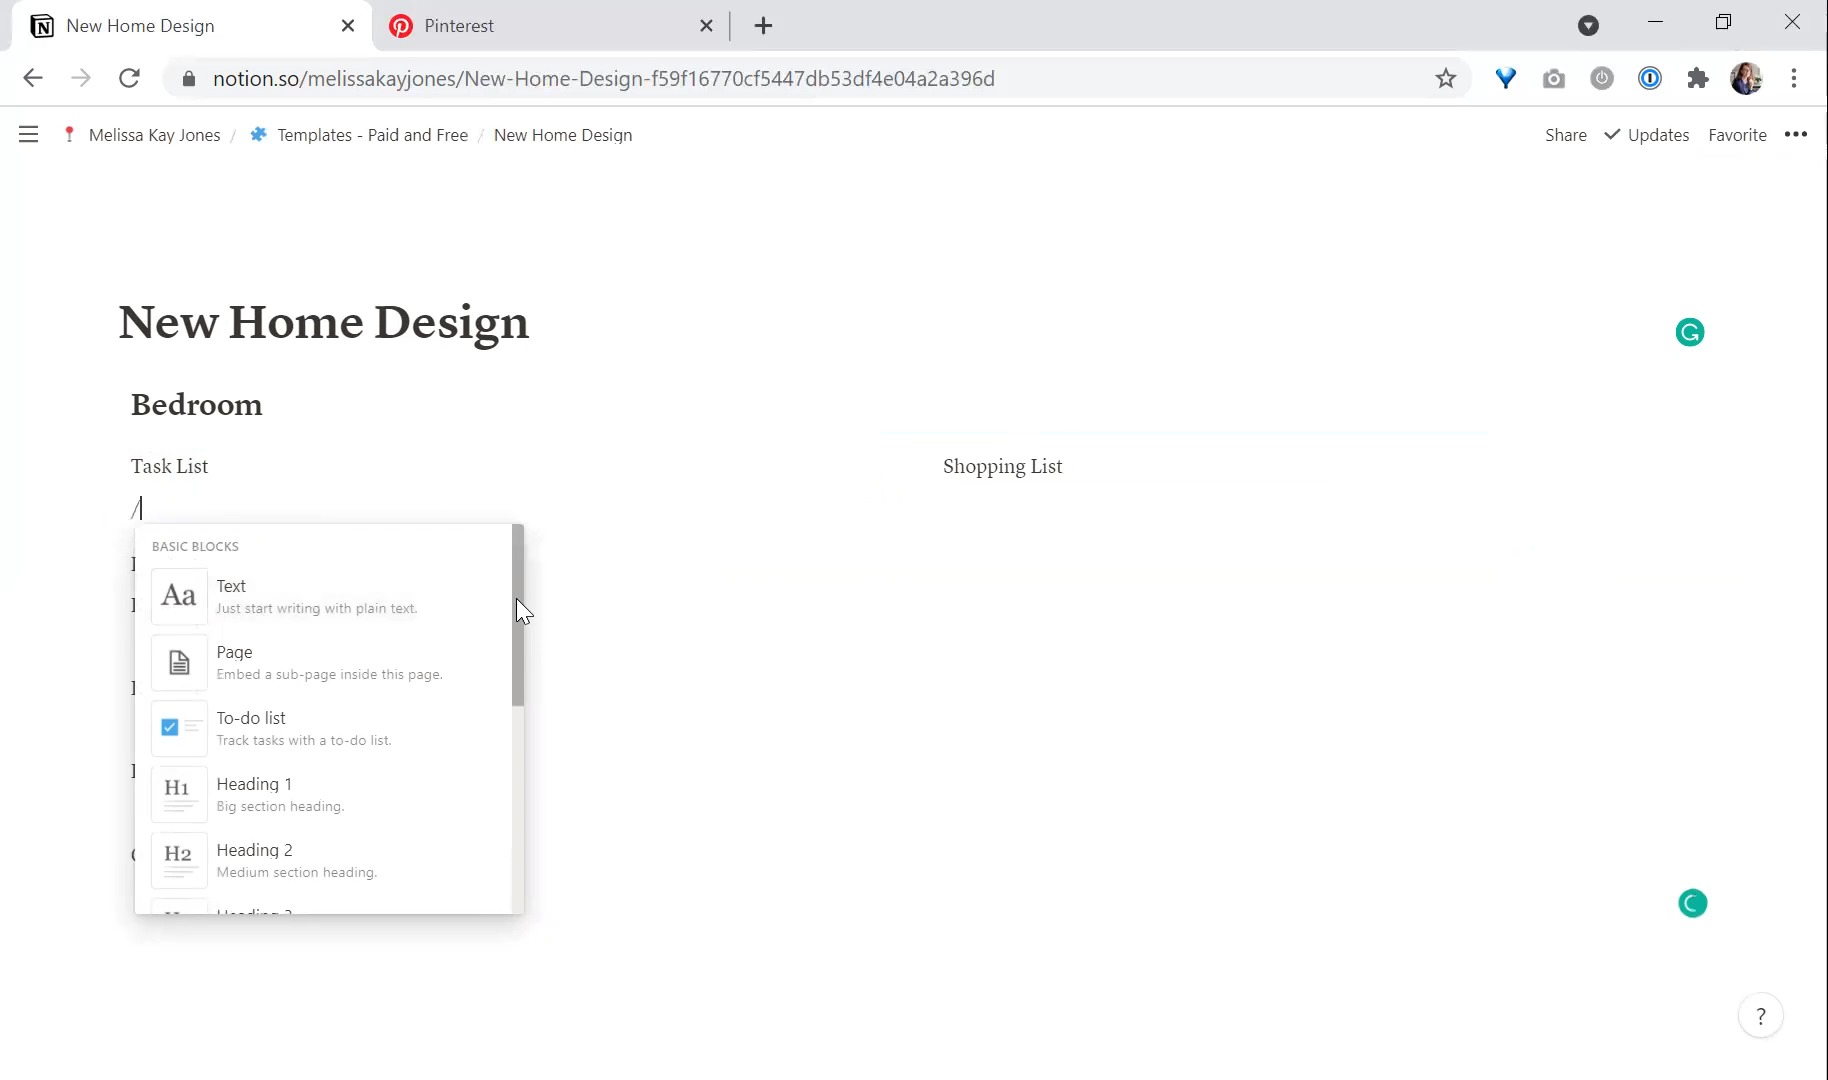 New Home Design
Pinterest
notion.so/melissakayjones/New-Home-Design-f59f16770cf5447db53df4e04a2a396d
Melissa Kay Jones / Templates - Paid and Free / New Home Design
Share Updates Favorite
New Home Design
Bedroom
Task List
Shopping List
/
BASIC BLOCKS
Aa
Text
Just start writing with plain text.
Page
Embed a sub-page inside this page.
To-do list
Track tasks with a to-do list.
H1
Heading 1
Big section heading.
H2
Heading 2
Medium section heading.
?